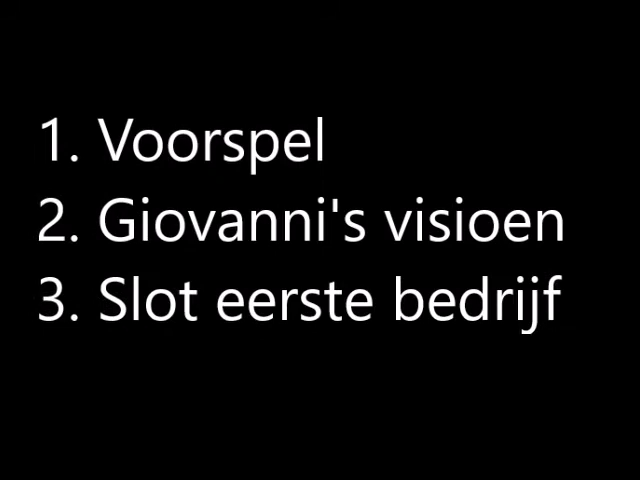 1. Voorspel
2. Giovanni's visioen
3. Slot eerste bedrijf